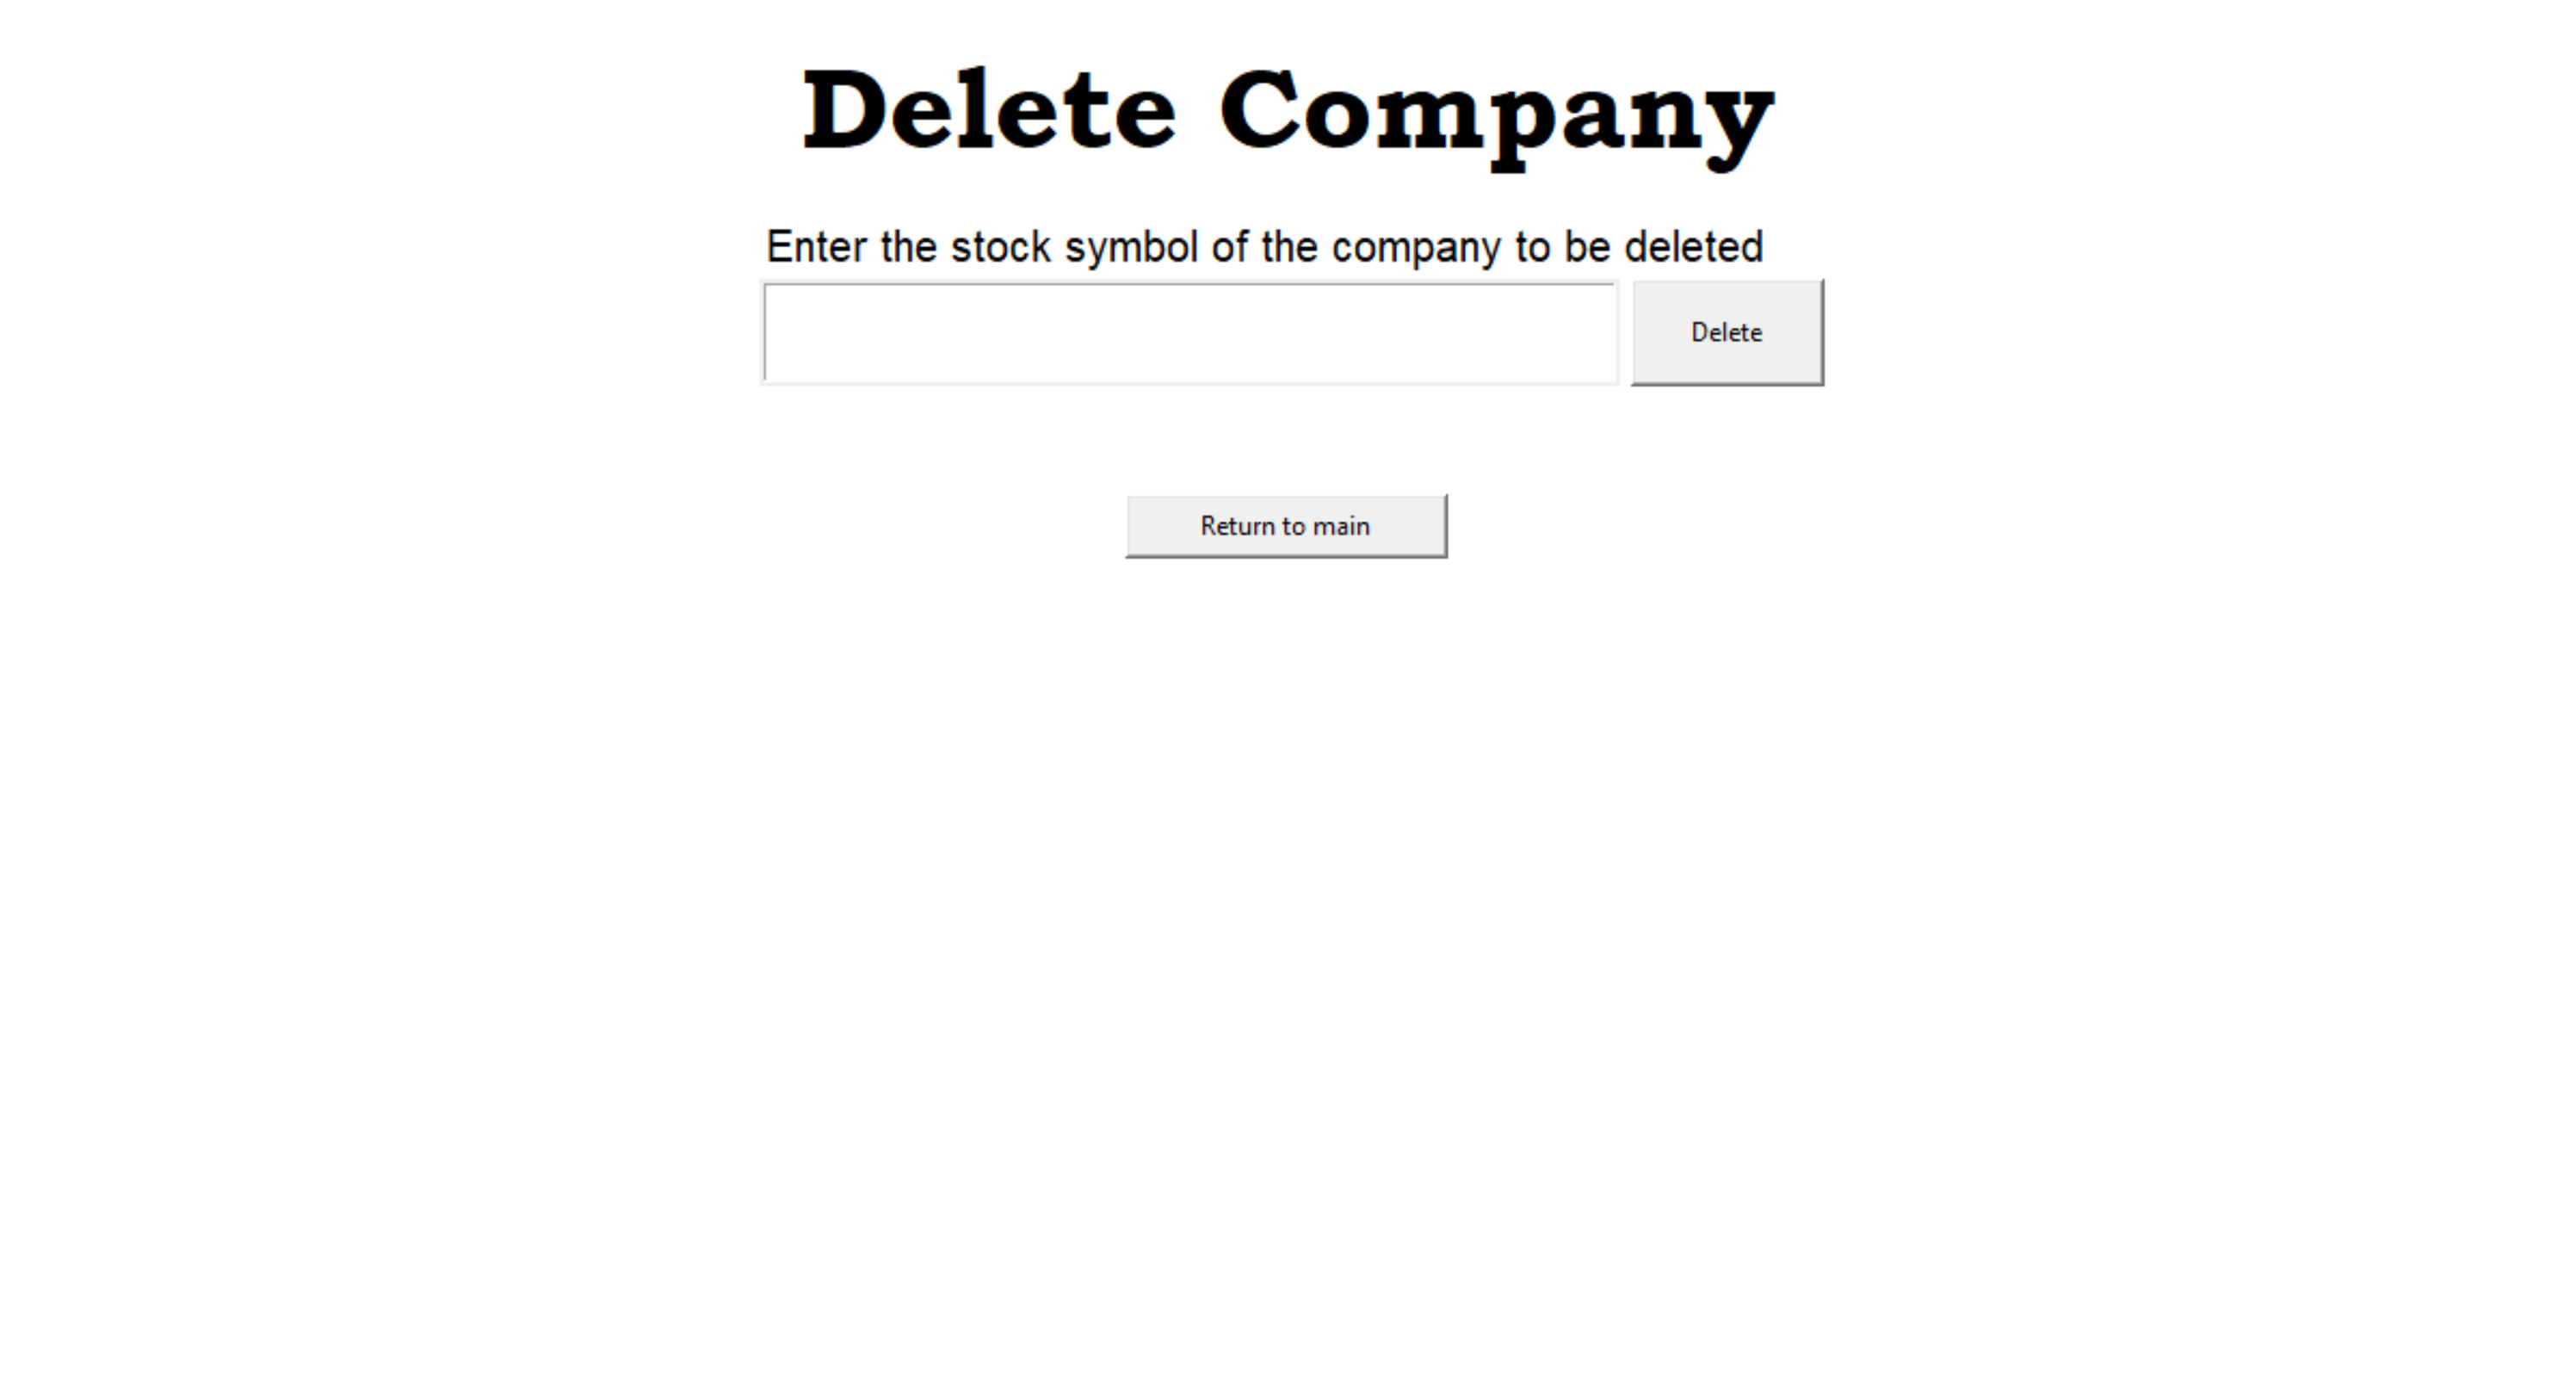 Delete Company
Enter the stock symbol of the company to be deleted
Delete
Return to main